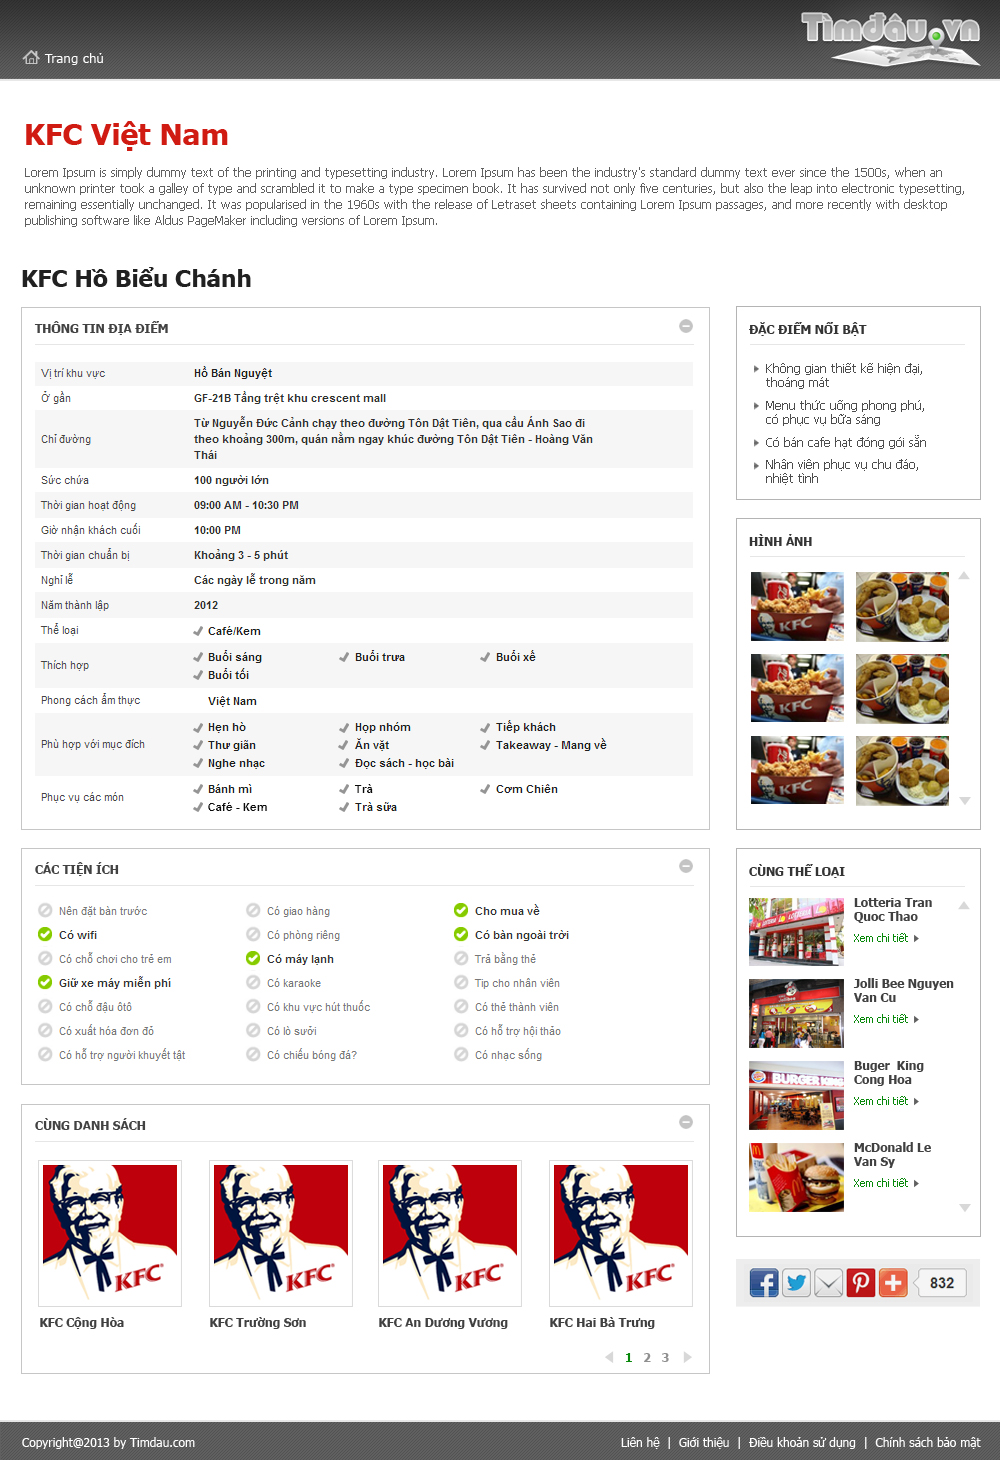 Tìmđâu.vn
Trang chủ
KFC Việt Nam
Lorem Ipsum is simply dummy text of the printing and typesetting industry. Lorem Ipsum has been the industry's standard dummy text ever since the 1500s, when an
unknown printer took a galley of type and scrambled it to make a type specimen book. It has survived not only five centuries, but also the leap into electronic typesetting,
remaining essentially unchanged. It was popularised in the 1960s with the release of Letraset sheets containing Lorem Ipsum passages, and more recently with desktop
publishing software like Aldus PageMaker including versions of Lorem Ipsum.
KFC Hồ Biểu Chánh
THÔNG TIN ĐỊA ĐIỂM
Vị trí khu vực Hồ Bán Nguyệt
Ở gần GF-21B Tầng trệt khu crescent mall
Chỉ đường Từ Nguyễn Đức Cảnh chạy theo đường Tôn Dật Tiên, qua cầu Ánh Sao đi
theo khoảng 300m, quán nằm ngay khúc đường Tôn Dật Tiên - Hoàng Văn
Thái
Sức chứa 100 người lớn
Thời gian hoạt động 09:00 AM - 10:30 PM
Giờ nhận khách cuối 10:00 PM
Thời gian chuẩn bị Khoảng 3 - 5 phút
Nghỉ lễ Các ngày lễ trong năm
Năm thành lập 2012
Thể loại Café/Kem
Thích hợp Buổi sáng Buổi trưa Buổi xế
Buổi tối
Phong cách ẩm thực Việt Nam
Phù hợp với mục đích Hẹn hò Họp nhóm Tiếp khách
Thư giãn Ăn vặt Takeaway - Mang về
Nghe nhạc Đọc sách - học bài
Phục vụ các món Bánh mì Trà Cơm Chiên
Café - Kem Trà sữa
ĐẶC ĐIỂM NỔI BẬT
Không gian thiết kế hiện đại,
thoáng mát
Menu thức uống phong phú,
có phục vụ bữa sáng
Có bán cafe hạt đóng gói sẵn
Nhân viên phục vụ chu đáo,
nhiệt tình
HÌNH ẢNH
KFC
KFC
KFC
CÁC TIỆN ÍCH
Nên đặt bàn trước Có giao hàng Cho mua về
Có wifi Có phòng riêng Có bàn ngoài trời
Có chỗ chơi cho trẻ em Có máy lạnh Trả bằng thẻ
Giữ xe máy miễn phí Có karaoke Tip cho nhân viên
Có chỗ đậu ôtô Có khu vực hút thuốc Có thẻ thành viên
Có xuất hóa đơn đỏ Có lò sưởi Có hỗ trợ hội thảo
Có hỗ trợ người khuyết tật Có chiếu bóng đá? Có nhạc sống
CÙNG THỂ LOẠI
LOTTERIA
Lotteria Tran
Quoc Thao
Xem chi tiết
Jollibee
Jolli Bee Nguyen
Van Cu
Xem chi tiết
BURGER KING
Buger King
Cong Hoa
Xem chi tiết
McDonald Le
Van Sy
Xem chi tiết
CÙNG DANH SÁCH
KFC KFC KFC KFC
KFC Cộng Hòa KFC Trường Sơn KFC An Dương Vương KFC Hai Bà Trưng
1 2 3
832
Copyright@2013 by Timdau.com
Liên hệ | Giới thiệu | Điều khoản sử dụng | Chính sách bảo mật